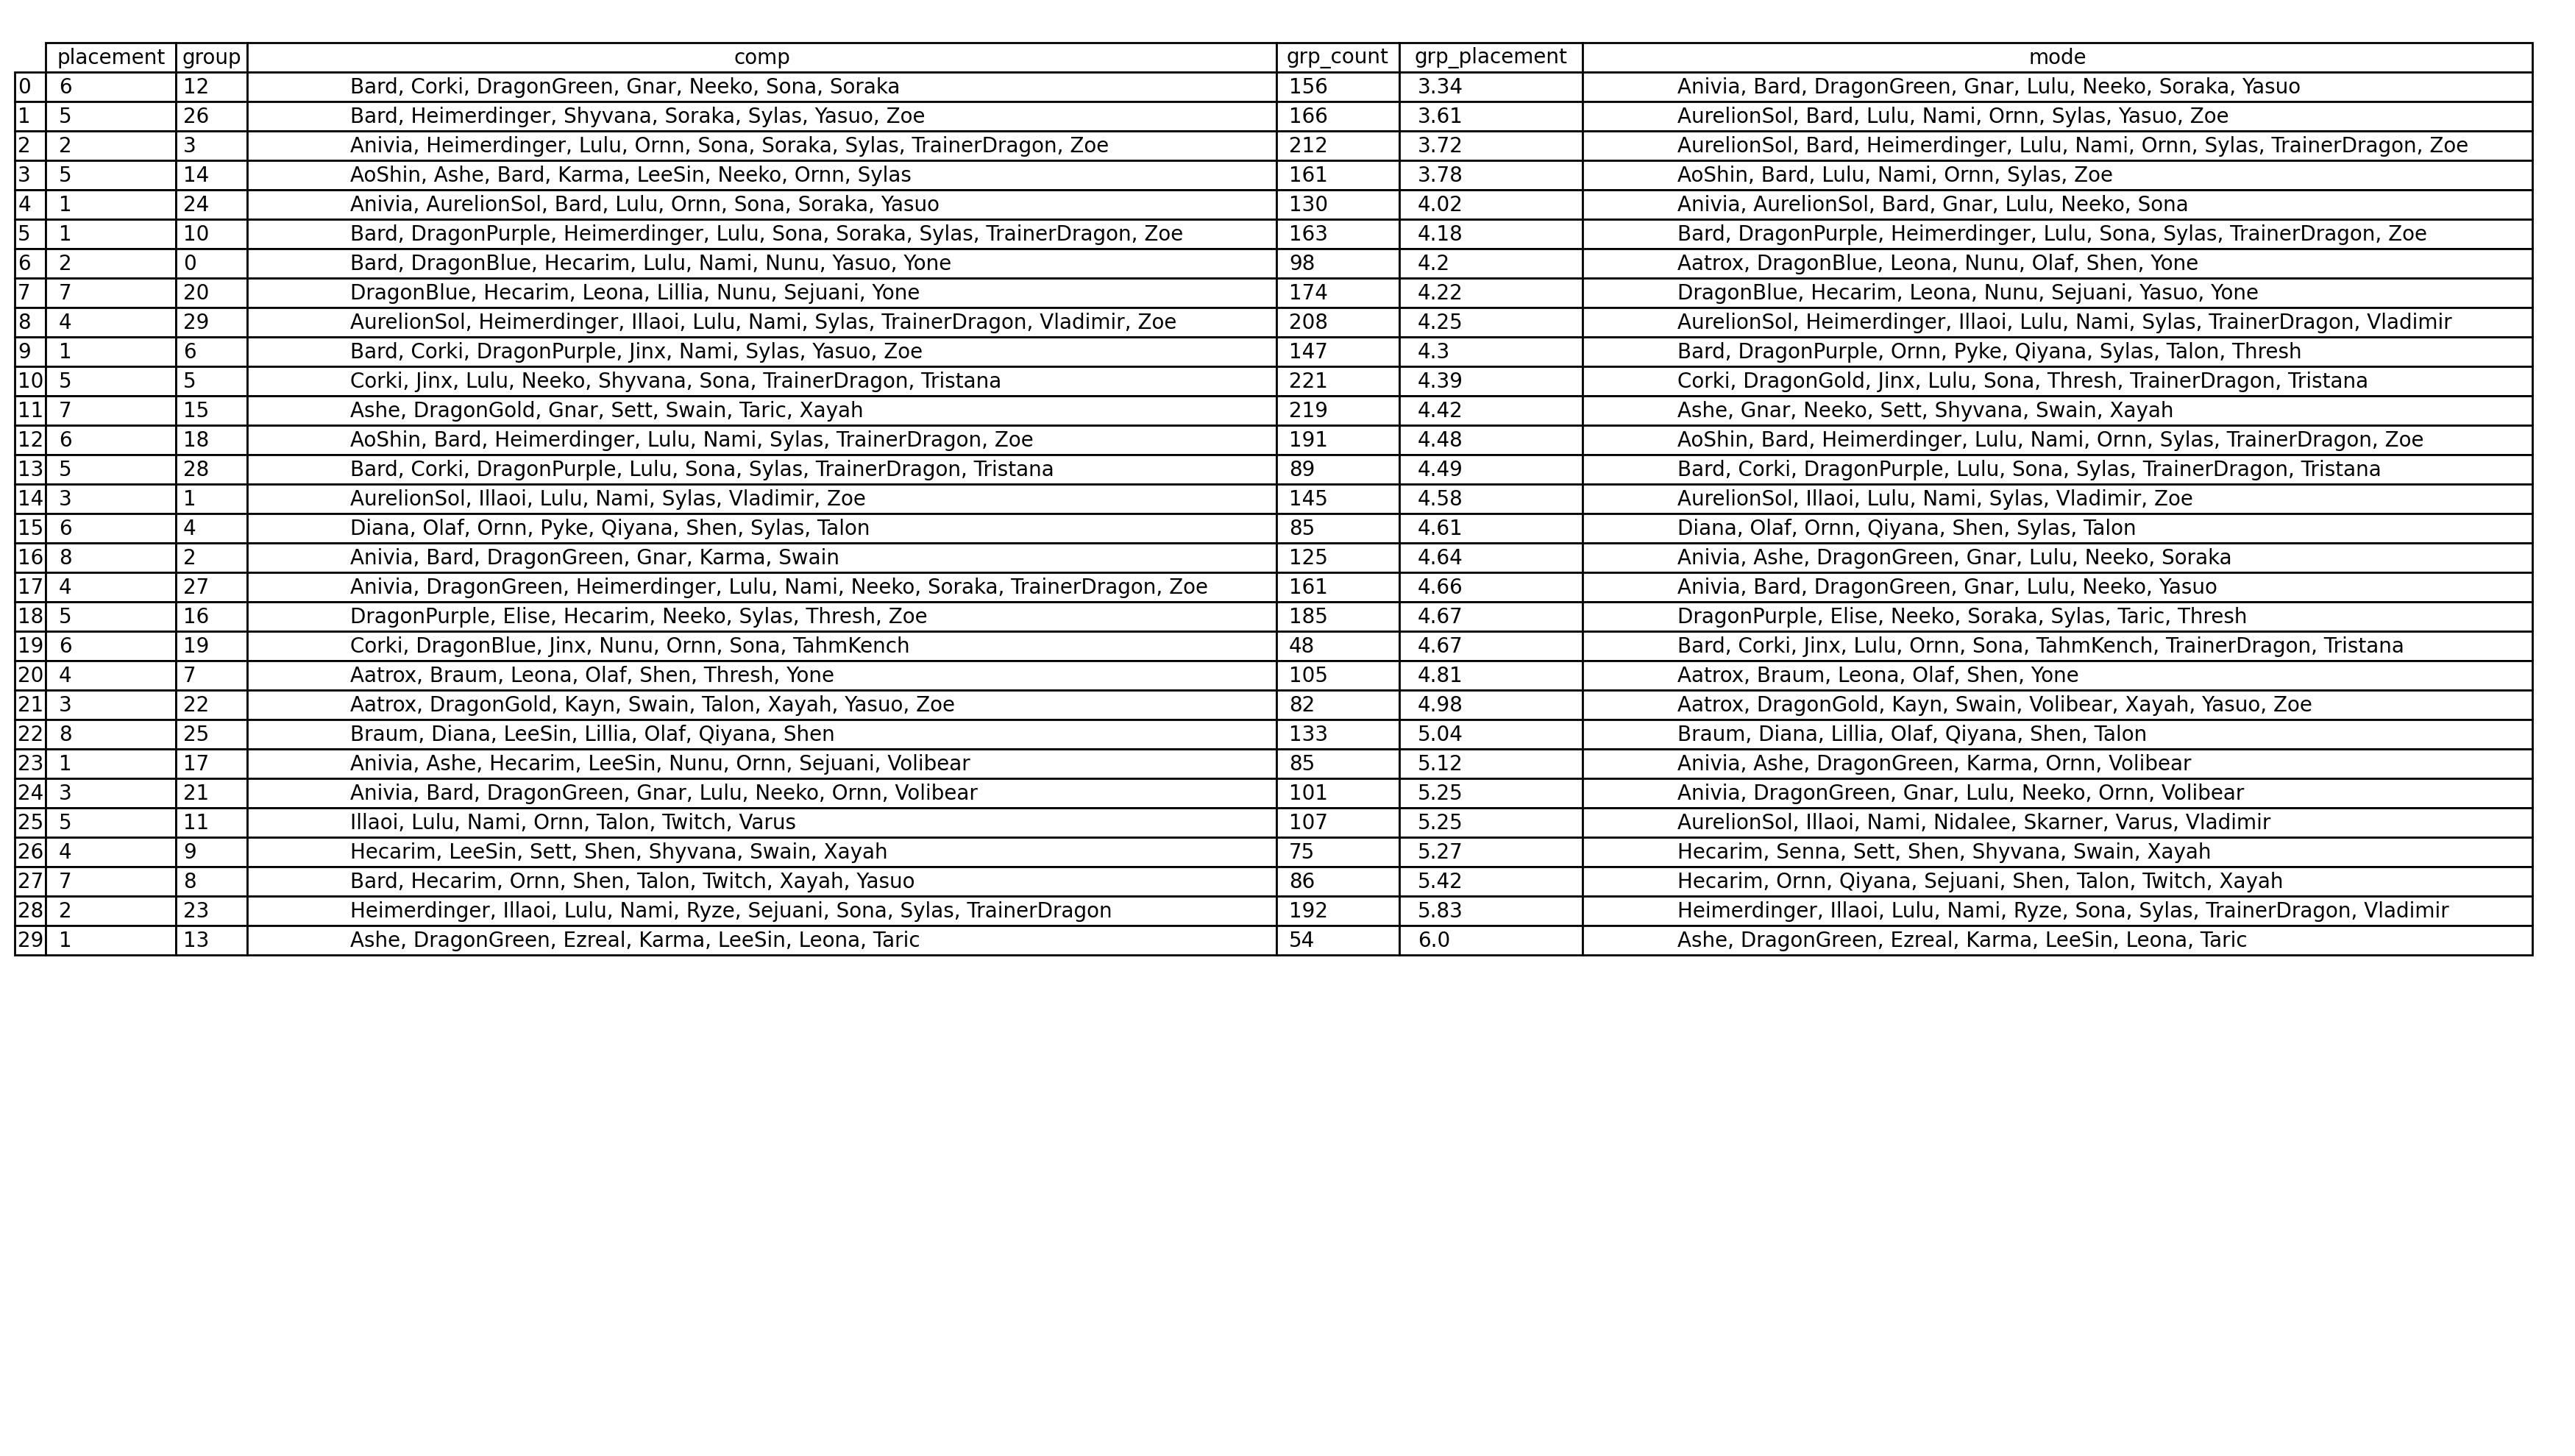 placement group comp grp_count grp_placement mode
0 6 12 Bard, Corki, DragonGreen, Gnar, Neeko, Sona, Soraka 156 3.34 Anivia, Bard, DragonGreen, Gnar, Lulu, Neeko, Soraka, Yasuo
1 5 26 Bard, Heimerdinger, Shyvana, Soraka, Sylas, Yasuo, Zoe 166 3.61 AurelionSol, Bard, Lulu, Nami, Ornn, Sylas, Yasuo, Zoe
2 2 3 Anivia, Heimerdinger, Lulu, Ornn, Sona, Soraka, Sylas, TrainerDragon, Zoe 212 3.72 AurelionSol, Bard, Heimerdinger, Lulu, Nami, Ornn, Sylas, TrainerDragon, Zoe
3 5 14 AoShin, Ashe, Bard, Karma, LeeSin, Neeko, Ornn, Sylas 161 3.78 AoShin, Bard, Lulu, Nami, Ornn, Sylas, Zoe
4 1 24 Anivia, AurelionSol, Bard, Lulu, Ornn, Sona, Soraka, Yasuo 130 4.02 Anivia, AurelionSol, Bard, Gnar, Lulu, Neeko, Sona
5 1 10 Bard, DragonPurple, Heimerdinger, Lulu, Sona, Soraka, Sylas, TrainerDragon, Zoe 163 4.18 Bard, DragonPurple, Heimerdinger, Lulu, Sona, Sylas, TrainerDragon, Zoe
6 2 0 Bard, DragonBlue, Hecarim, Lulu, Nami, Nunu, Yasuo, Yone 98 4.2 Aatrox, DragonBlue, Leona, Nunu, Olaf, Shen, Yone
7 7 20 DragonBlue, Hecarim, Leona, Lillia, Nunu, Sejuani, Yone 174 4.22 DragonBlue, Hecarim, Leona, Nunu, Sejuani, Yasuo, Yone
8 4 29 AurelionSol, Heimerdinger, Illaoi, Lulu, Nami, Sylas, TrainerDragon, Vladimir, Zoe 208 4.25 AurelionSol, Heimerdinger, Illaoi, Lulu, Nami, Sylas, TrainerDragon, Vladimir
9 1 6 Bard, Corki, DragonPurple, Jinx, Nami, Sylas, Yasuo, Zoe 147 4.3 Bard, DragonPurple, Ornn, Pyke, Qiyana, Sylas, Talon, Thresh
10 5 5 Corki, Jinx, Lulu, Neeko, Shyvana, Sona, TrainerDragon, Tristana 221 4.39 Corki, DragonGold, Jinx, Lulu, Sona, Thresh, TrainerDragon, Tristana
11 7 15 Ashe, DragonGold, Gnar, Sett, Swain, Taric, Xayah 219 4.42 Ashe, Gnar, Neeko, Sett, Shyvana, Swain, Xayah
12 6 18 AoShin, Bard, Heimerdinger, Lulu, Nami, Sylas, TrainerDragon, Zoe 191 4.48 AoShin, Bard, Heimerdinger, Lulu, Nami, Ornn, Sylas, TrainerDragon, Zoe
13 5 28 Bard, Corki, DragonPurple, Lulu, Sona, Sylas, TrainerDragon, Tristana 89 4.49 Bard, Corki, DragonPurple, Lulu, Sona, Sylas, TrainerDragon, Tristana
14 3 1 AurelionSol, Illaoi, Lulu, Nami, Sylas, Vladimir, Zoe 145 4.58 AurelionSol, Illaoi, Lulu, Nami, Sylas, Vladimir, Zoe
15 6 4 Diana, Olaf, Ornn, Pyke, Qiyana, Shen, Sylas, Talon 85 4.61 Diana, Olaf, Ornn, Qiyana, Shen, Sylas, Talon
16 8 2 Anivia, Bard, DragonGreen, Gnar, Karma, Swain 125 4.64 Anivia, Ashe, DragonGreen, Gnar, Lulu, Neeko, Soraka
17 4 27 Anivia, DragonGreen, Heimerdinger, Lulu, Nami, Neeko, Soraka, TrainerDragon, Zoe 161 4.66 Anivia, Bard, DragonGreen, Gnar, Lulu, Neeko, Yasuo
18 5 16 DragonPurple, Elise, Hecarim, Neeko, Sylas, Thresh, Zoe 185 4.67 DragonPurple, Elise, Neeko, Soraka, Sylas, Taric, Thresh
19 6 19 Corki, DragonBlue, Jinx, Nunu, Ornn, Sona, TahmKench 48 4.67 Bard, Corki, Jinx, Lulu, Ornn, Sona, TahmKench, TrainerDragon, Tristana
20 4 7 Aatrox, Braum, Leona, Olaf, Shen, Thresh, Yone 105 4.81 Aatrox, Braum, Leona, Olaf, Shen, Yone
21 3 22 Aatrox, DragonGold, Kayn, Swain, Talon, Xayah, Yasuo, Zoe 82 4.98 Aatrox, DragonGold, Kayn, Swain, Volibear, Xayah, Yasuo, Zoe
22 8 25 Braum, Diana, LeeSin, Lillia, Olaf, Qiyana, Shen 133 5.04 Braum, Diana, Lillia, Olaf, Qiyana, Shen, Talon
23 1 17 Anivia, Ashe, Hecarim, LeeSin, Nunu, Ornn, Sejuani, Volibear 85 5.12 Anivia, Ashe, DragonGreen, Karma, Ornn, Volibear
24 3 21 Anivia, Bard, DragonGreen, Gnar, Lulu, Neeko, Ornn, Volibear 101 5.25 Anivia, DragonGreen, Gnar, Lulu, Neeko, Ornn, Volibear
25 5 11 Illaoi, Lulu, Nami, Ornn, Talon, Twitch, Varus 107 5.25 AurelionSol, Illaoi, Nami, Nidalee, Skarner, Varus, Vladimir
26 4 9 Hecarim, LeeSin, Sett, Shen, Shyvana, Swain, Xayah 75 5.27 Hecarim, Senna, Sett, Shen, Shyvana, Swain, Xayah
27 7 8 Bard, Hecarim, Ornn, Shen, Talon, Twitch, Xayah, Yasuo 86 5.42 Hecarim, Ornn, Qiyana, Sejuani, Shen, Talon, Twitch, Xayah
28 2 23 Heimerdinger, Illaoi, Lulu, Nami, Ryze, Sejuani, Sona, Sylas, TrainerDragon 192 5.83 Heimerdinger, Illaoi, Lulu, Nami, Ryze, Sona, Sylas, TrainerDragon, Vladimir
29 1 13 Ashe, DragonGreen, Ezreal, Karma, LeeSin, Leona, Taric 54 6.0 Ashe, DragonGreen, Ezreal, Karma, LeeSin, Leona, Taric